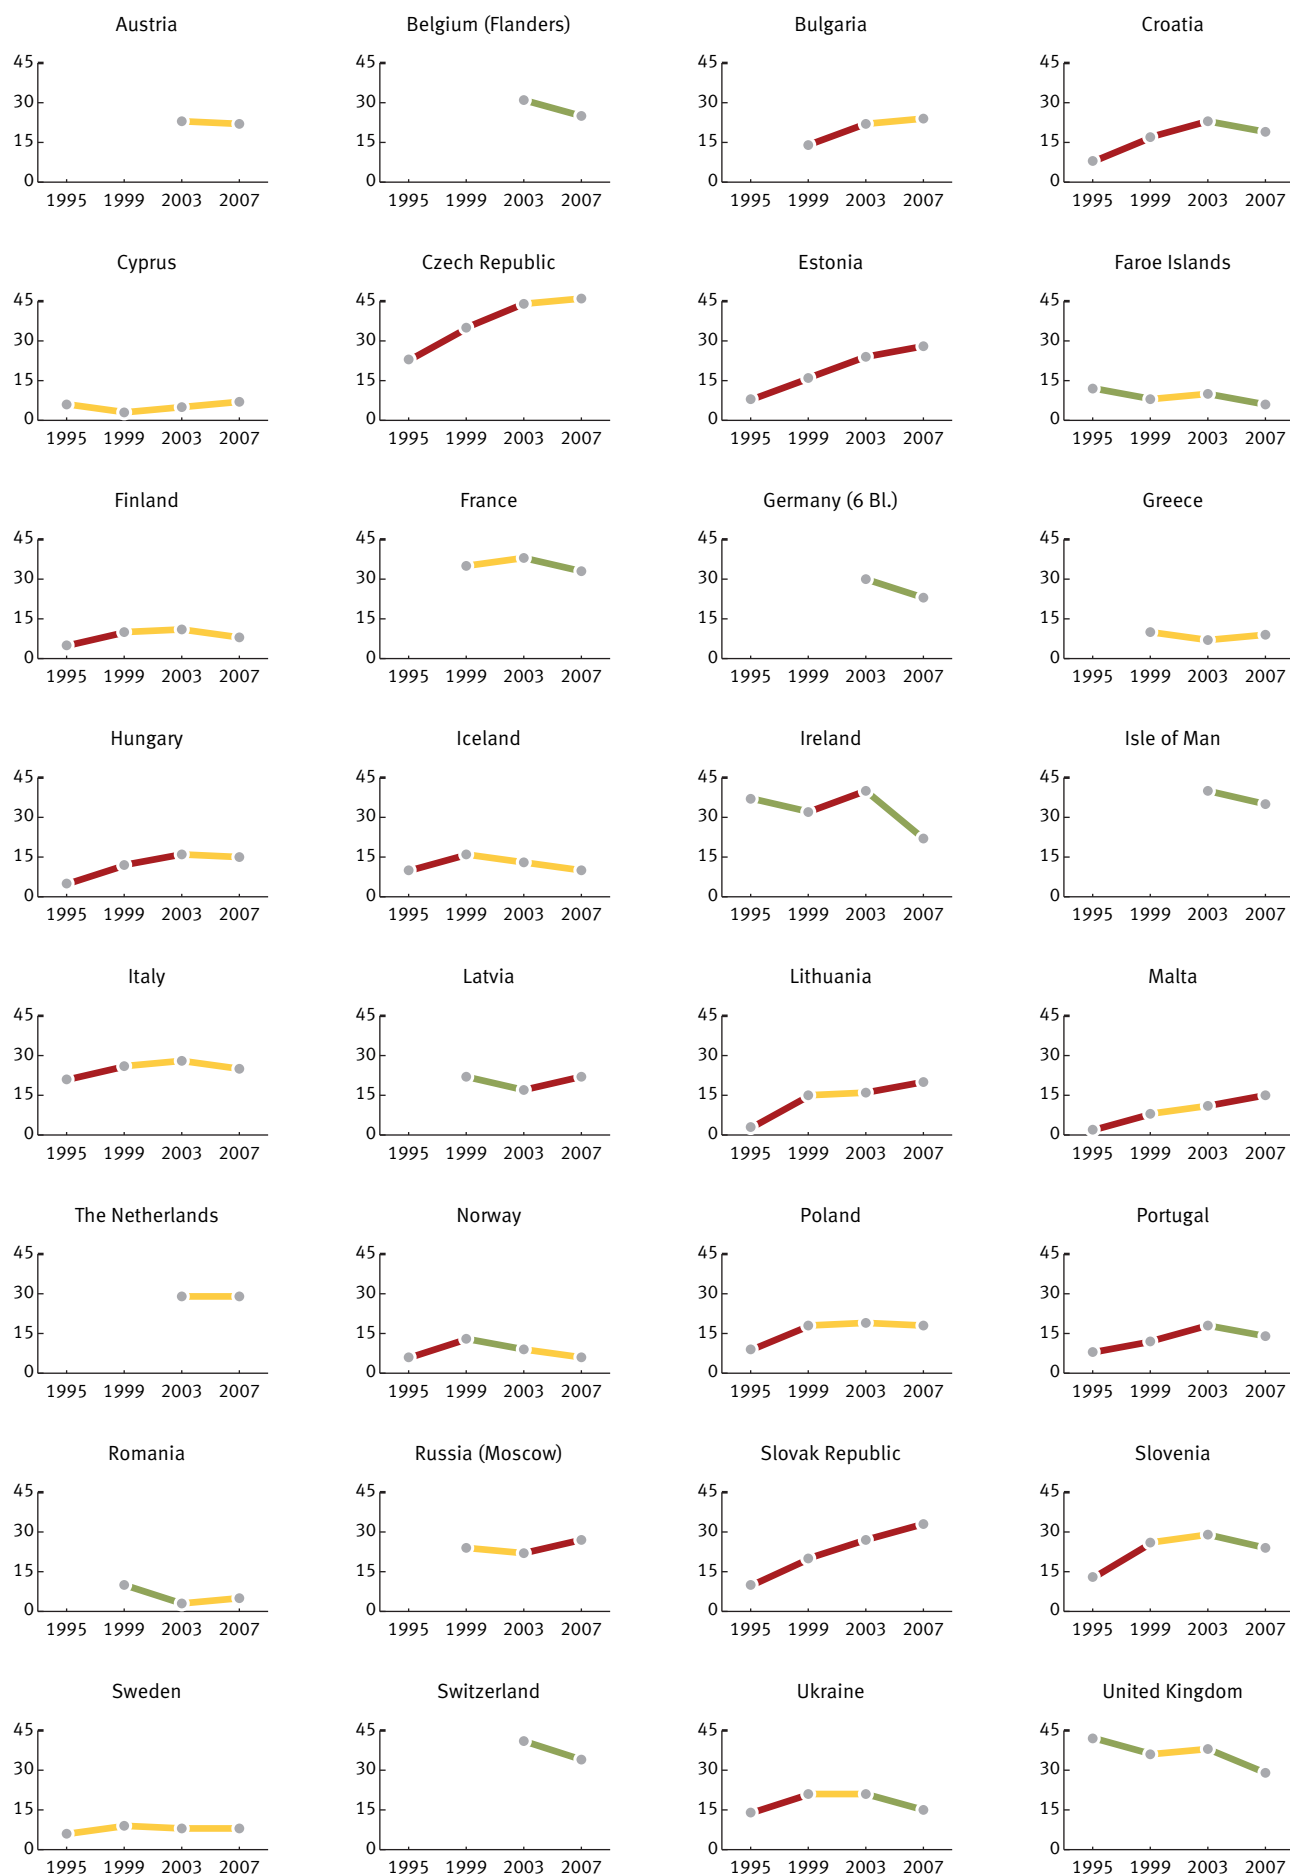 Austria Belgium (Flanders) Bulgaria Croatia
45 45 45 45
30 30 30 30
15 15 15 15
0 0 0 0
1995 1999 2003 2007 1995 1999 2003 2007 1995 1999 2003 2007 1995 1999 2003 2007
Cyprus Czech Republic Estonia Faroe Islands
45 45 45 45
30 30 30 30
15 15 15 15
0 0 0 0
1995 1999 2003 2007 1995 1999 2003 2007 1995 1999 2003 2007 1995 1999 2003 2007
Finland France Germany (6 Bl.) Greece
45 45 45 45
30 30 30 30
15 15 15 15
0 0 0 0
1995 1999 2003 2007 1995 1999 2003 2007 1995 1999 2003 2007 1995 1999 2003 2007
Hungary Iceland Ireland Isle of Man
45 45 45 45
30 30 30 30
15 15 15 15
0 0 0 0
1995 1999 2003 2007 1995 1999 2003 2007 1995 1999 2003 2007 1995 1999 2003 2007
Italy Latvia Lithuania Malta
45 45 45 45
30 30 30 30
15 15 15 15
0 0 0 0
1995 1999 2003 2007 1995 1999 2003 2007 1995 1999 2003 2007 1995 1999 2003 2007
The Netherlands Norway Poland Portugal
45 45 45 45
30 30 30 30
15 15 15 15
0 0 0 0
1995 1999 2003 2007 1995 1999 2003 2007 1995 1999 2003 2007 1995 1999 2003 2007
Romania Russia (Moscow) Slovak Republic Slovenia
45 45 45 45
30 30 30 30
15 15 15 15
0 0 0 0
1995 1999 2003 2007 1995 1999 2003 2007 1995 1999 2003 2007 1995 1999 2003 2007
Sweden Switzerland Ukraine United Kingdom
45 45 45 45
30 30 30 30
15 15 15 15
0 0 0 0
1995 1999 2003 2007 1995 1999 2003 2007 1995 1999 2003 2007 1995 1999 2003 2007